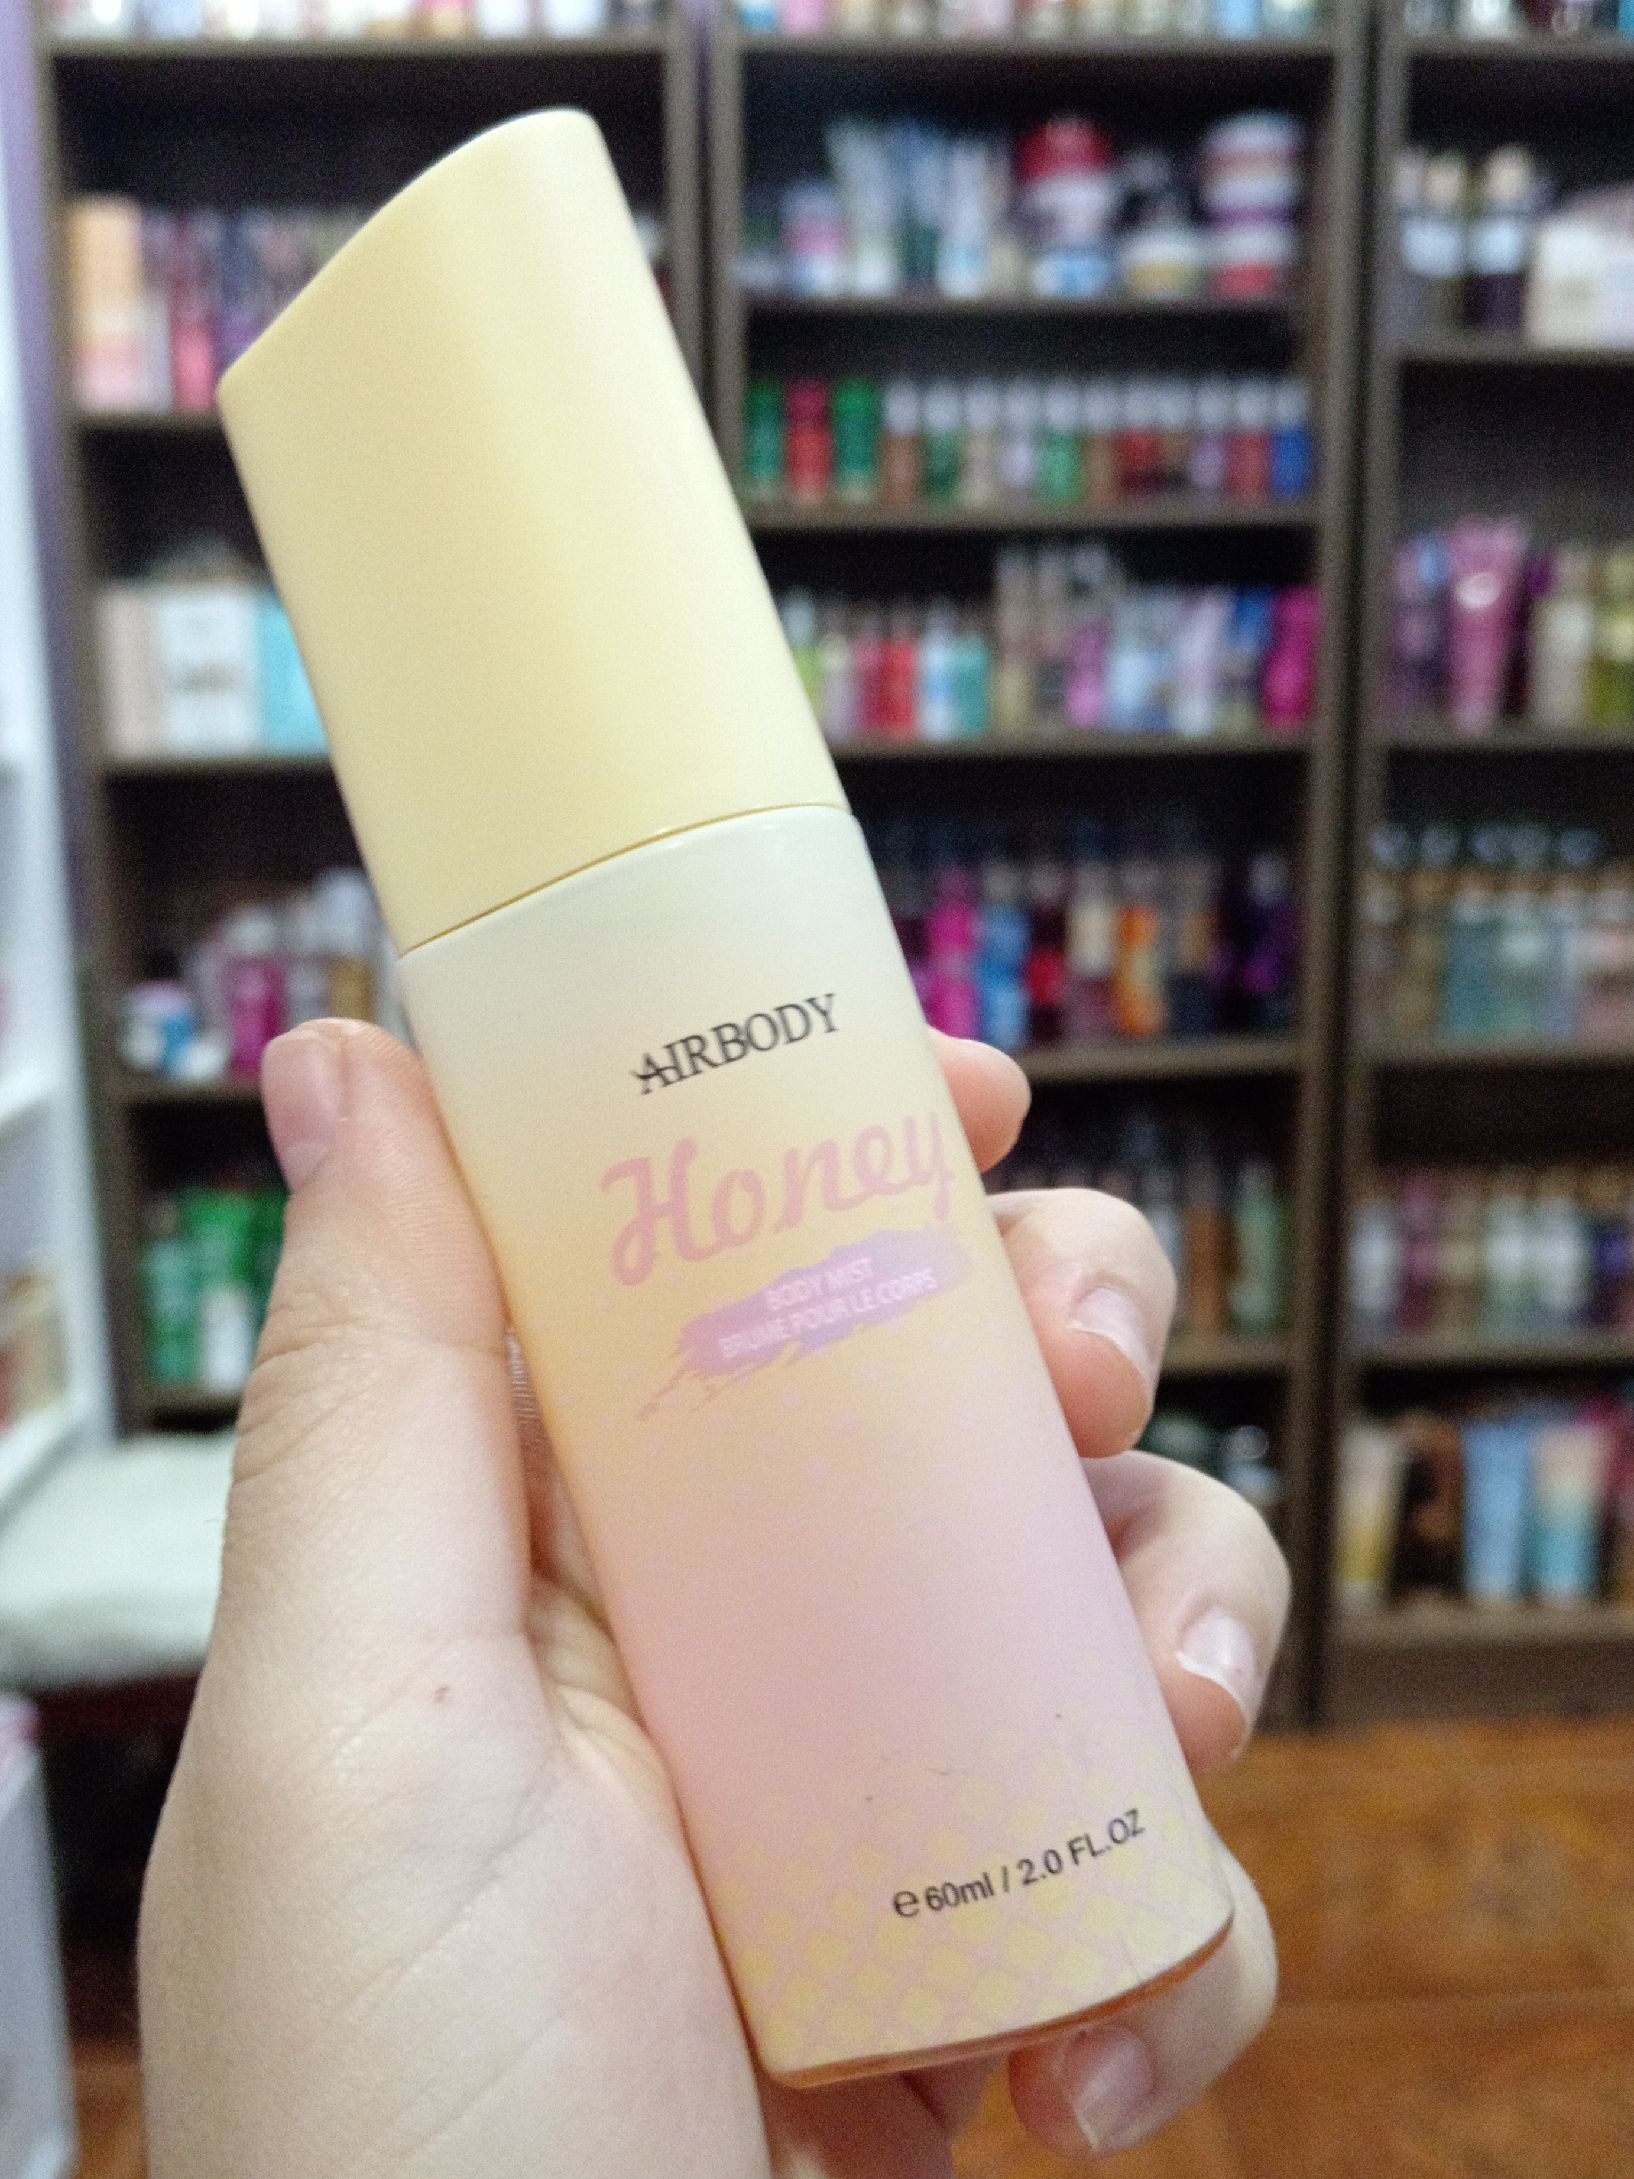 AIRBODY
Honey
BODY MIST
BRUME POUR LE CORPS
e 60ml / 2.0 FL.OZ